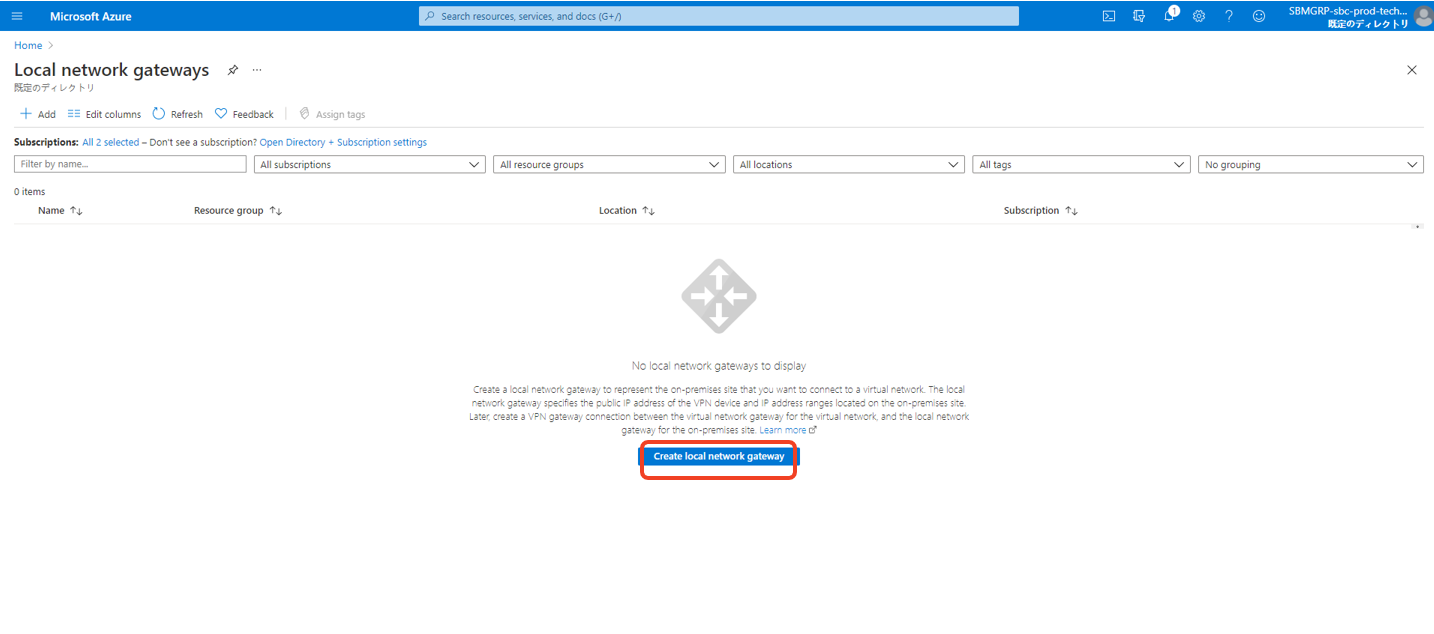 Microsoft Azure
Search resources, services, and docs (G+/)
1
SBMGRP-sbc-prod-tech...
既定のディレクトリ
Home
Local network gateways
既定のディレクトリ
Add Edit columns Refresh Feedback Assign tags
Subscriptions: All 2 selected – Don't see a subscription? Open Directory + Subscription settings
Filter by name... All subscriptions All resource groups All locations All tags No grouping
0 items
Name Resource group Location Subscription
No local network gateways to display
Create a local network gateway to represent the on-premises site that you want to connect to a virtual network. The local
network gateway specifies the public IP address of the VPN device and IP address ranges located on the on-premises site.
Later, create a VPN gateway connection between the virtual network gateway for the virtual network, and the local network
gateway for the on-premises site. Learn more
Create local network gateway